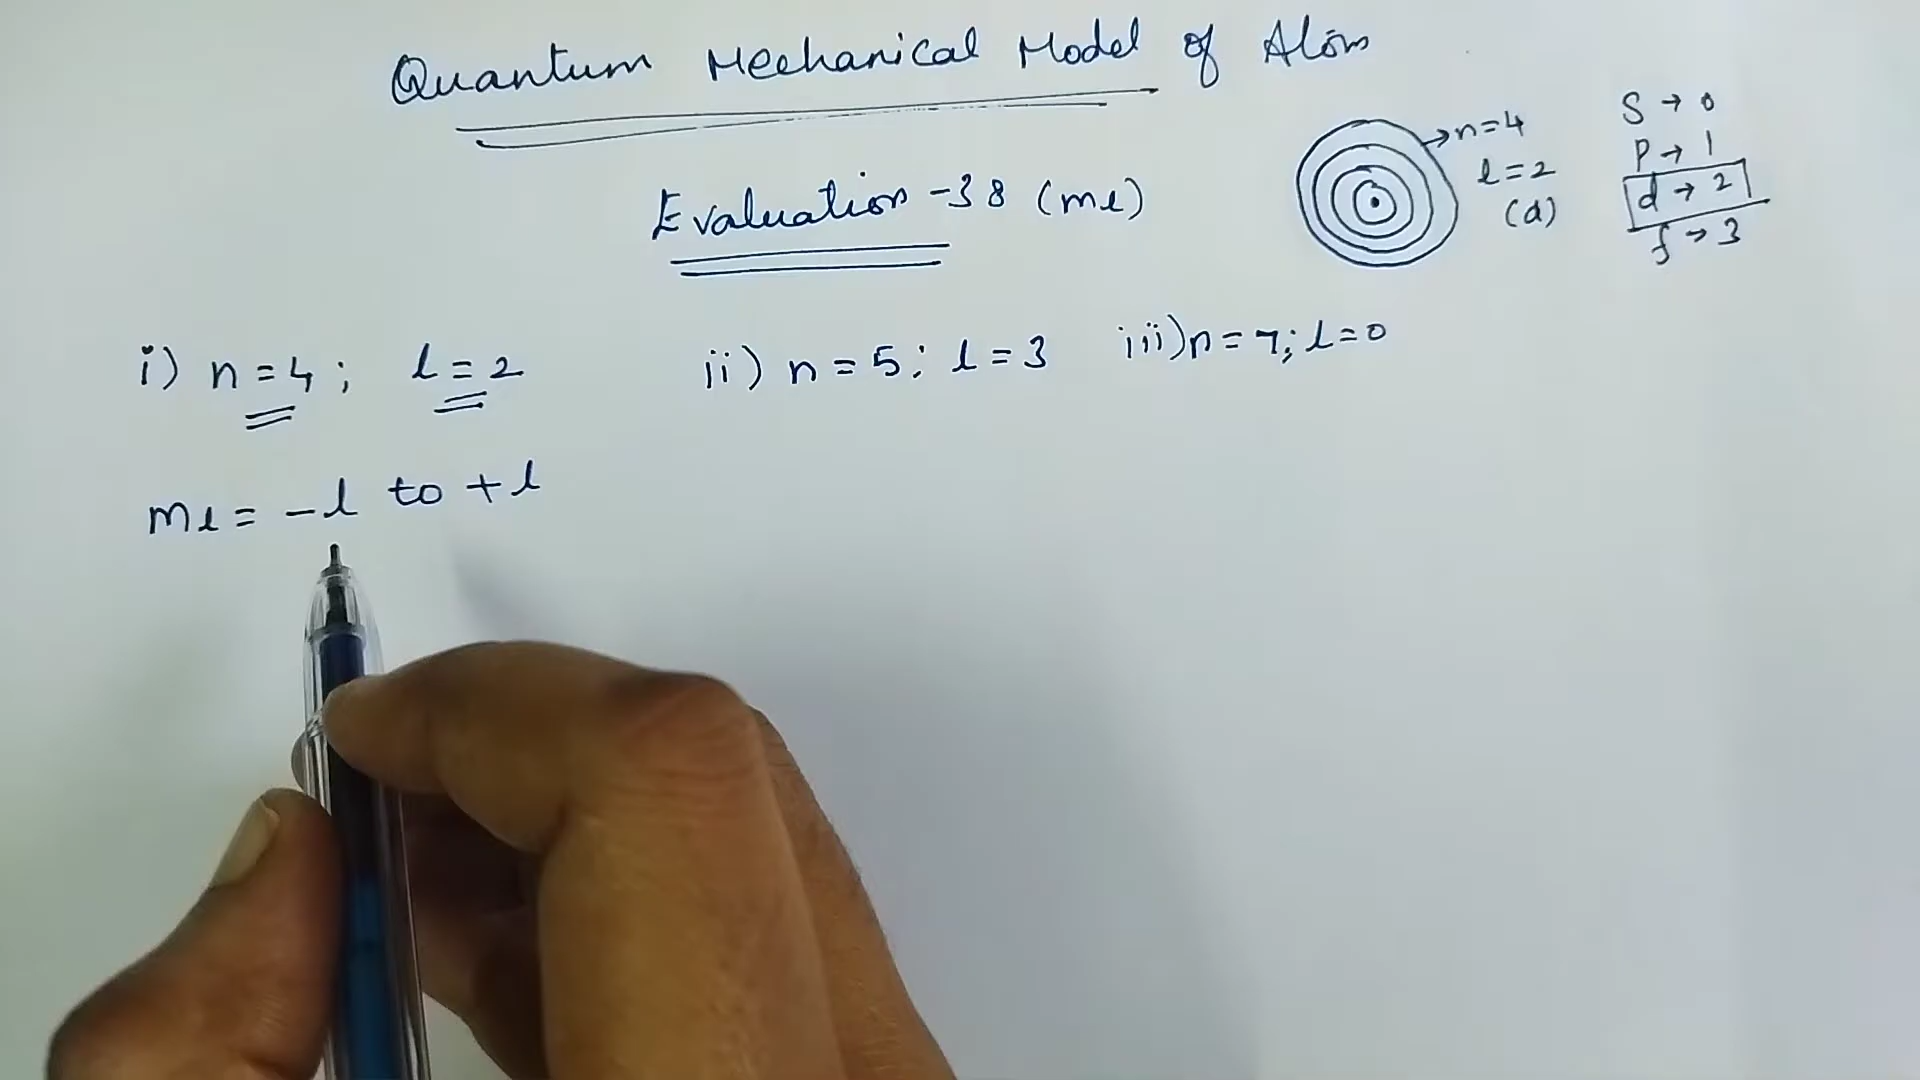 Quantum Mechanical Model of Atom
Evaluation -38 (ml)
n=4
l=2
(d)
S → 0
P → 1
d → 2
f → 3
i) n=4; l=2
ii) n=5; l=3
iii) n=7; l=0
ml = -l to +l